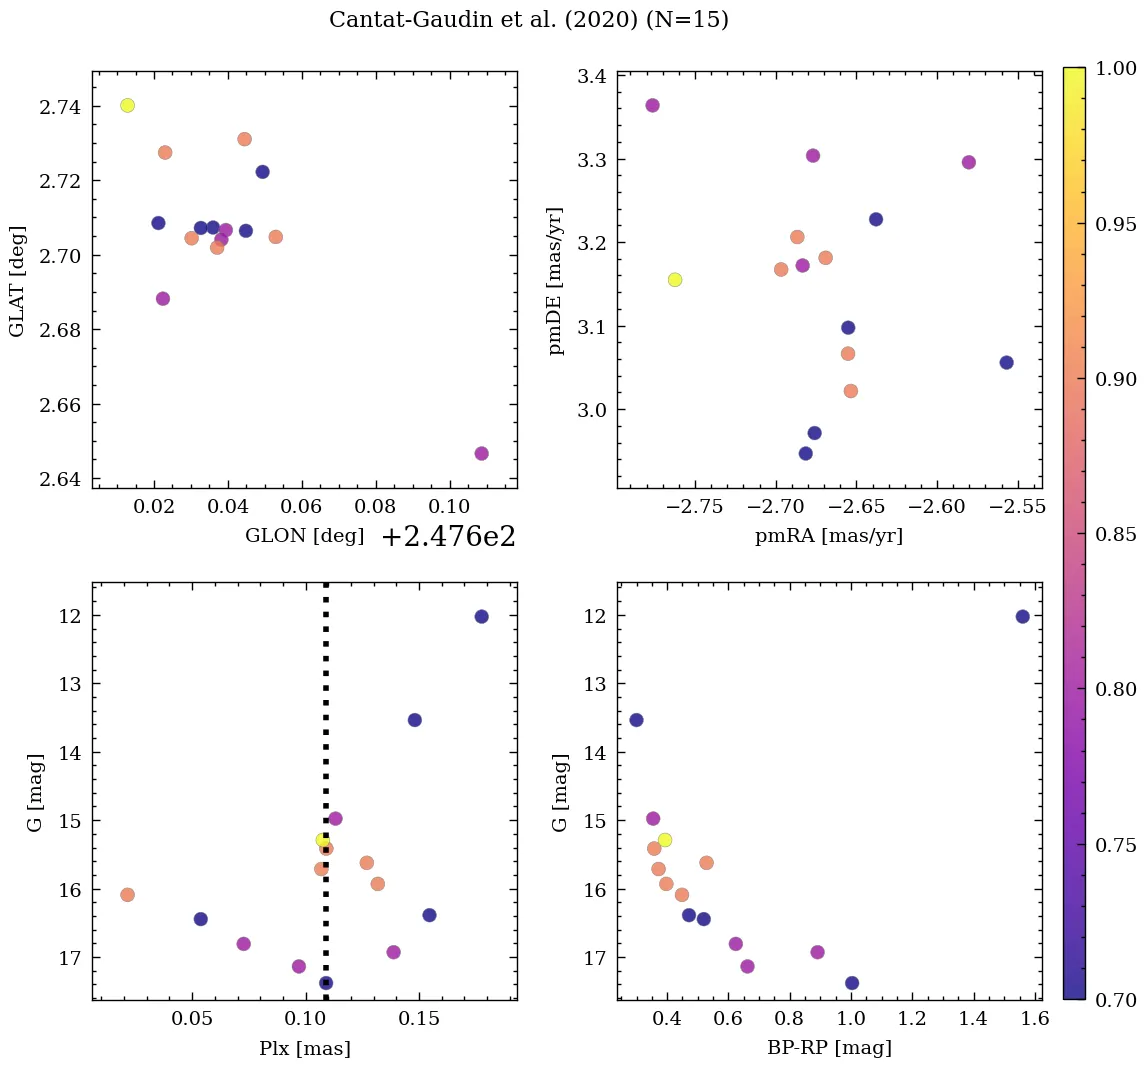 Cantat-Gaudin et al. (2020) (N=15)
2.74
2.72
2.70
2.68
2.66
2.64
GLAT [deg]
0.02 0.04 0.06 0.08 0.10
GLON [deg] +2.476e2
3.4
3.3
3.2
3.1
3.0
pmDE [mas/yr]
−2.75 −2.70 −2.65 −2.60 −2.55
pmRA [mas/yr]
12
13
14
15
16
17
G [mag]
0.05 0.10 0.15
Plx [mas]
12
13
14
15
16
17
G [mag]
0.4 0.6 0.8 1.0 1.2 1.4 1.6
BP-RP [mag]
1.00
0.95
0.90
0.85
0.80
0.75
0.70